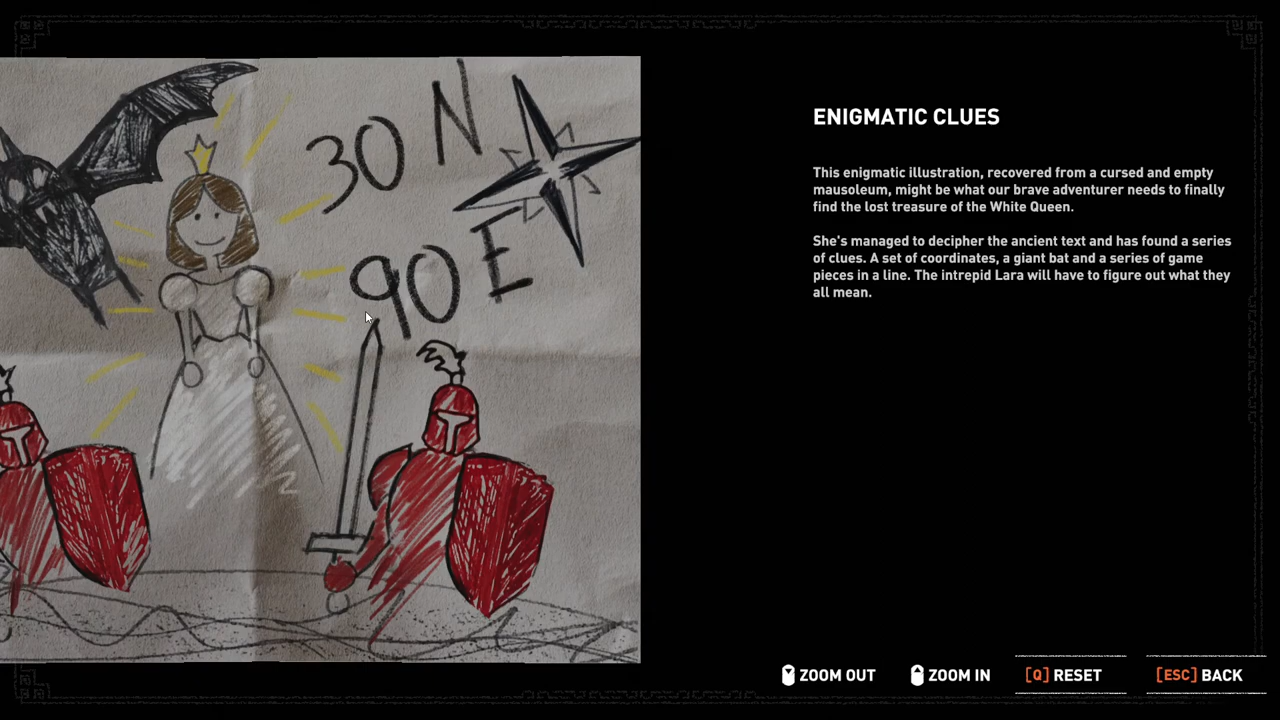 30 N
90 E
ENIGMATIC CLUES
This enigmatic illustration, recovered from a cursed and empty
mausoleum, might be what our brave adventurer needs to finally
find the lost treasure of the White Queen.
She's managed to decipher the ancient text and has found a series
of clues. A set of coordinates, a giant bat and a series of game
pieces in a line. The intrepid Lara will have to figure out what they
all mean.
ZOOM OUT ZOOM IN [Q] RESET [ESC] BACK